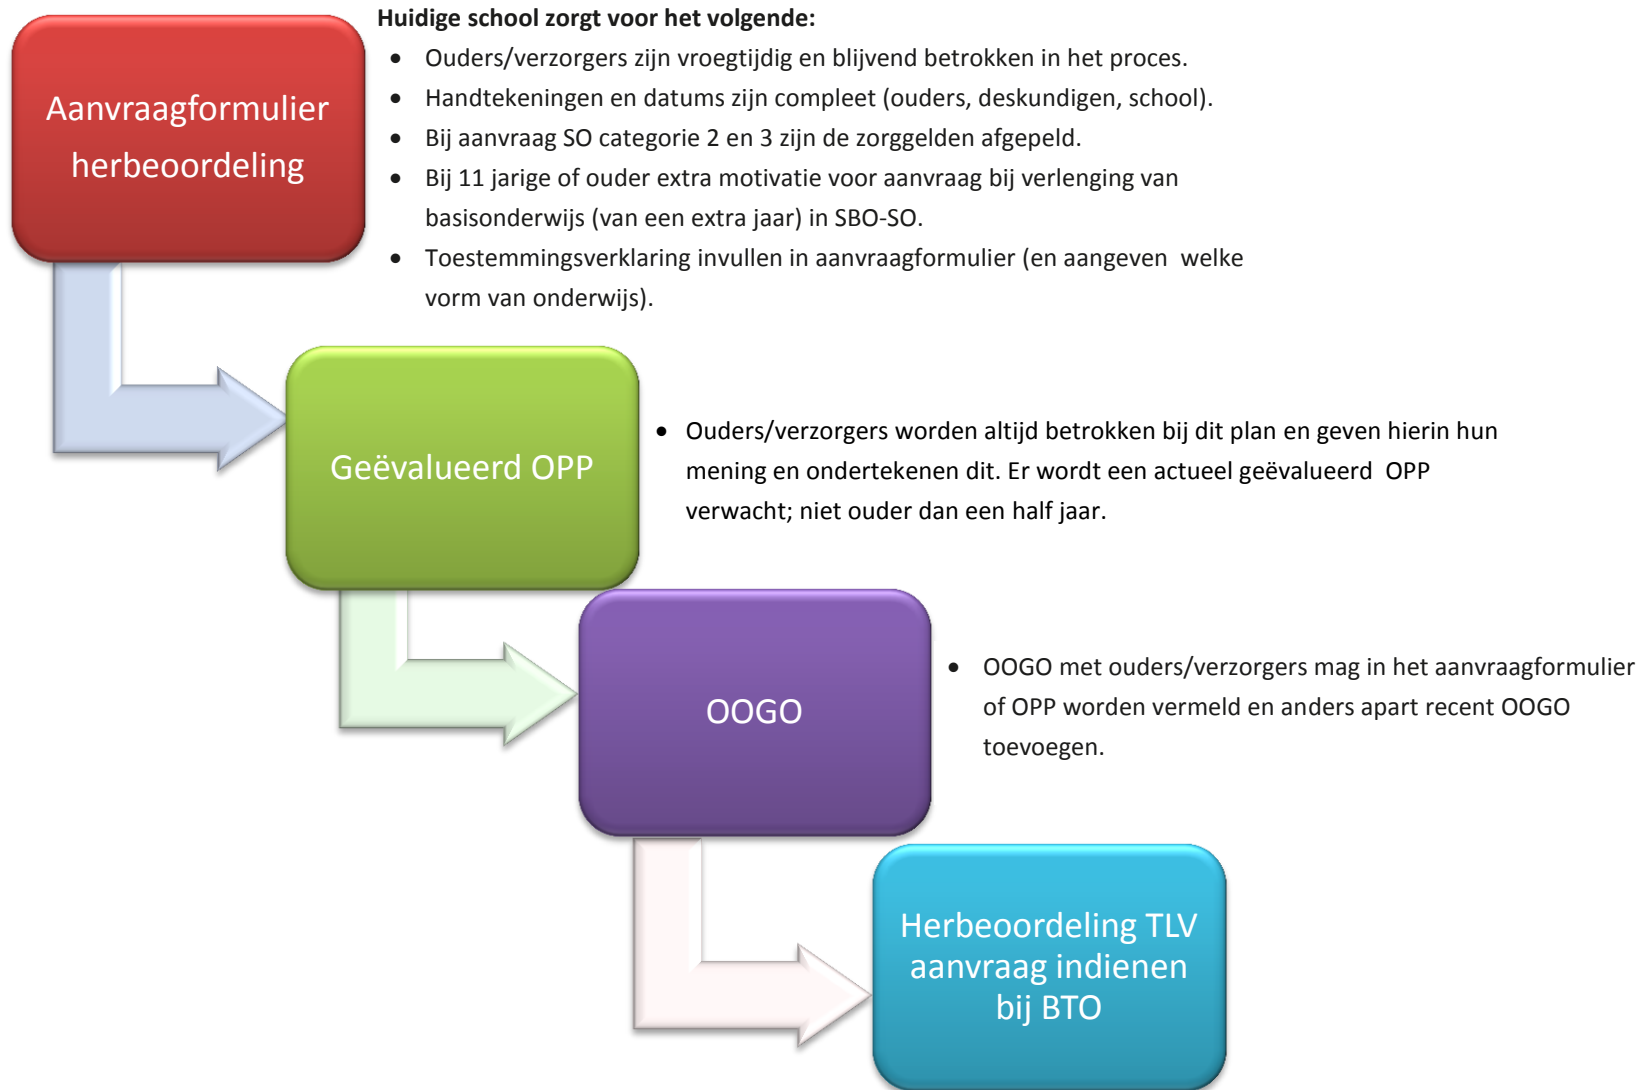 Huidige school zorgt voor het volgende:
Aanvraagformulier
herbeoordeling
• Ouders/verzorgers zijn vroegtijdig en blijvend betrokken in het proces.
• Handtekeningen en datums zijn compleet (ouders, deskundigen, school).
• Bij aanvraag SO categorie 2 en 3 zijn de zorggelden afgepeld.
• Bij 11 jarige of ouder extra motivatie voor aanvraag bij verlenging van
basisonderwijs (van een extra jaar) in SBO-SO.
• Toestemmingsverklaring invullen in aanvraagformulier (en aangeven welke
vorm van onderwijs).
Geëvalueerd OPP
• Ouders/verzorgers worden altijd betrokken bij dit plan en geven hierin hun
mening en ondertekenen dit. Er wordt een actueel geëvalueerd OPP
verwacht; niet ouder dan een half jaar.
OOGO
• OOGO met ouders/verzorgers mag in het aanvraagformulier
of OPP worden vermeld en anders apart recent OOGO
toevoegen.
Herbeoordeling TLV
aanvraag indienen
bij BTO